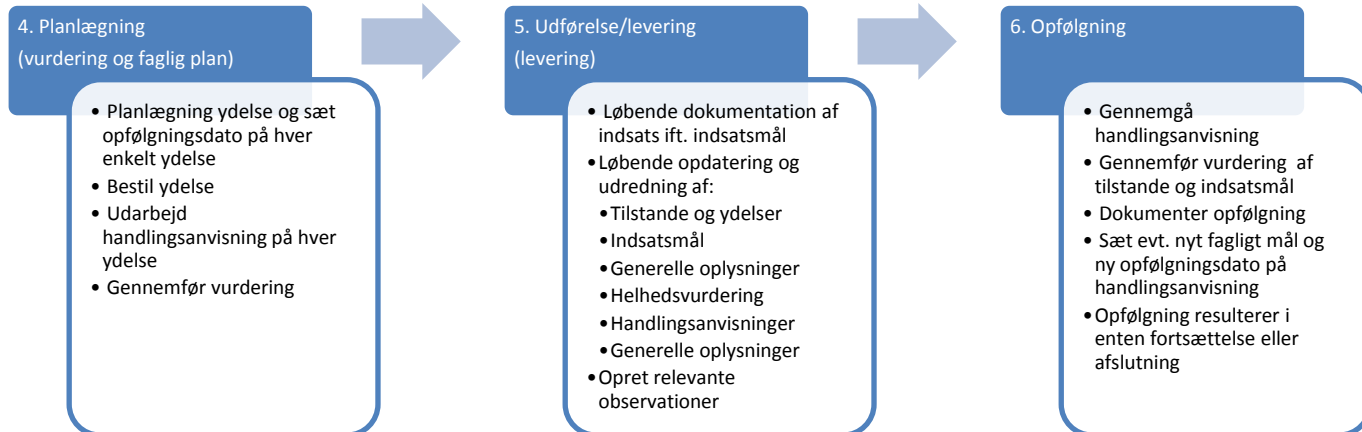 4. Planlægning
(vurdering og faglig plan)
• Planlægning ydelse og sæt
opfølgningsdato på hver
enkelt ydelse
• Bestil ydelse
• Udarbejd
handlingsanvisning på hver
ydelse
• Gennemfør vurdering
5. Udførelse/levering
(levering)
• Løbende dokumentation af
indsats ift. indsatsmål
•Løbende opdatering og
udredning af:
•Tilstande og ydelser
•Indsatsmål
•Generelle oplysninger
•Helhedsvurdering
•Handlingsanvisninger
•Generelle oplysninger
•Opret relevante
observationer
6. Opfølgning
• Gennemgå
handlingsanvisning
• Gennemfør vurdering af
tilstande og indsatsmål
• Dokumenter opfølgning
• Sæt evt. nyt fagligt mål og
ny opfølgningsdato på
handlingsanvisning
•Opfølgning resulterer i
enten fortsættelse eller
afslutning